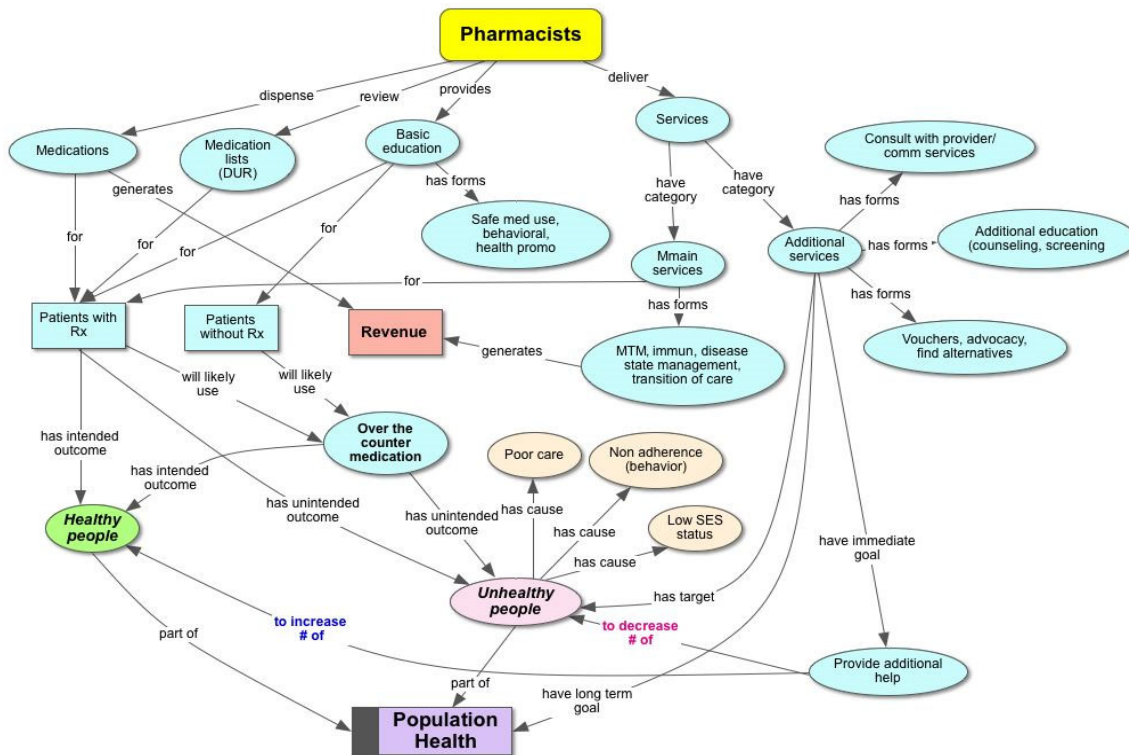 Pharmacists
deliver
provides
review
dispense
Services
Basic
education
Medications
Medication
lists
(DUR)
Consult with provider/
comm services
generates
has forms
have
category
have
category
has forms
Safe med use,
behavioral,
health promo
Additional education
(counseling, screening
for
for
for
for
Mmain
services
Additional
services
has forms
for
has forms
has forms
Patients with
Rx
Patients
without Rx
Revenue
generates
MTM, immun, disease
state management,
transition of care
Vouchers, advocacy,
find alternatives
will likely
use
will likely
use
Over the
counter
medication
has intended
outcome
has intended
outcome
Poor care
Non adherence
(behavior)
has unintended
outcome
has unintended
outcome
has cause
has cause
has cause
Low SES
status
Healthy
people
have immediate
goal
Unhealthy
people
has target
to increase
# of
to decrease
# of
part of
Provide additional
help
part of
have long term
goal
Population
Health